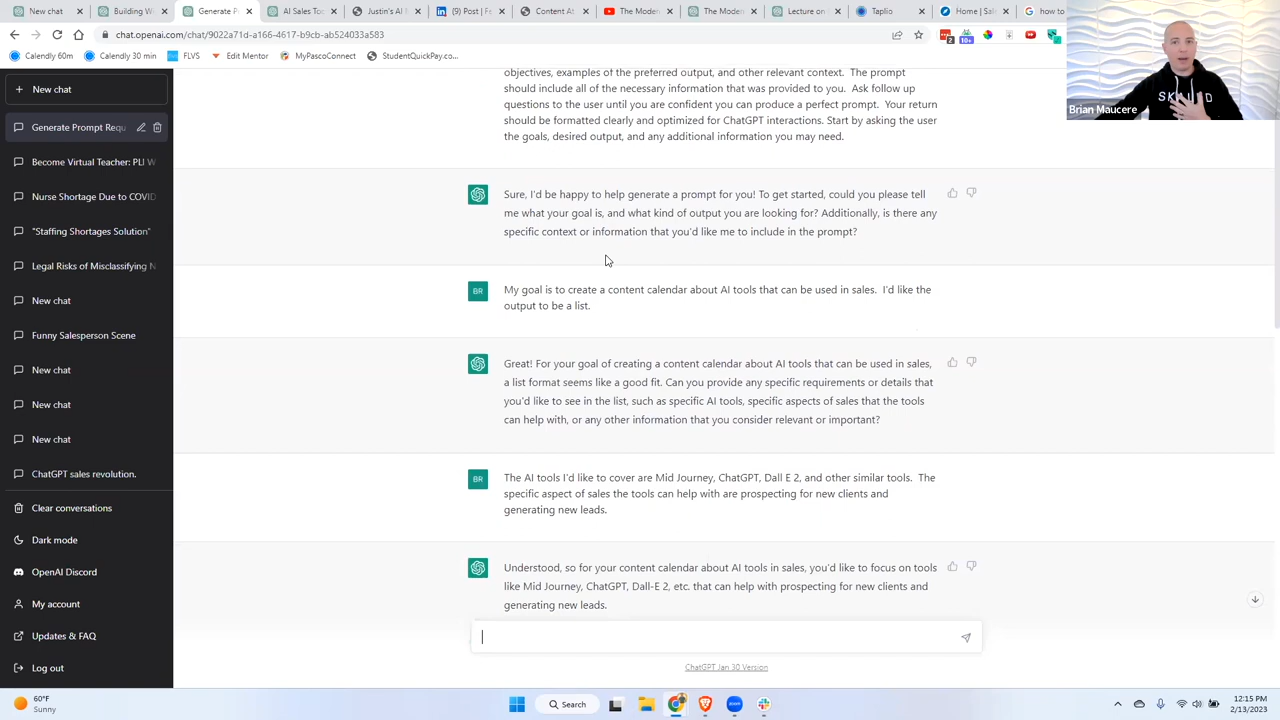 New chat
Building W
Generate P
AI Sales To
Justin's AI T
(9) Post | F
Content As
The Model
Lecture on
Taplio
Home | Sal
AI News -
how to
chat.openai.com/chat/
2
10+
Calendly 60m
Calendly 30 min
FLVS
Edit Mentor
MyPascoConnect
StudentQuickPay.co...
New chat
Generate Prompt Requ
Become Virtual Teacher: PLI W
Nurse Shortage Due to COVID
"Staffing Shortages Solution"
Legal Risks of Misclassifying N
New chat
Funny Salesperson Scene
New chat
New chat
New chat
ChatGPT sales revolution.
Clear conversations
Dark mode
OpenAI Discord
My account
Updates & FAQ
Log out
objectives, examples of the preferred output, and other relevant context. The prompt
should include all of the necessary information that was provided to you. Ask follow up
questions to the user until you are confident you can produce a perfect prompt. Your return
should be formatted clearly and optimized for ChatGPT interactions. Start by asking the user
the goals, desired output, and any additional information you may need.
Sure, I'd be happy to help generate a prompt for you! To get started, could you please tell
me what your goal is, and what kind of output you are looking for? Additionally, is there any
specific context or information that you'd like me to include in the prompt?
BR
My goal is to create a content calendar about AI tools that can be used in sales. I'd like the
output to be a list.
Great! For your goal of creating a content calendar about AI tools that can be used in sales,
a list format seems like a good fit. Can you provide any specific requirements or details that
you'd like to see in the list, such as specific AI tools, specific aspects of sales that the tools
can help with, or any other information that you consider relevant or important?
BR
The AI tools I'd like to cover are Mid Journey, ChatGPT, Dall E 2, and other similar tools. The
specific aspect of sales the tools can help with are prospecting for new clients and
generating new leads.
Understood, so for your content calendar about AI tools in sales, you'd like to focus on tools
like Mid Journey, ChatGPT, Dall-E 2, etc. that can help with prospecting for new clients and
generating new leads.
ChatGPT Jan 30 Version
Brian Maucere
60°F
Sunny
Search
zoom
12:15 PM
2/13/2023